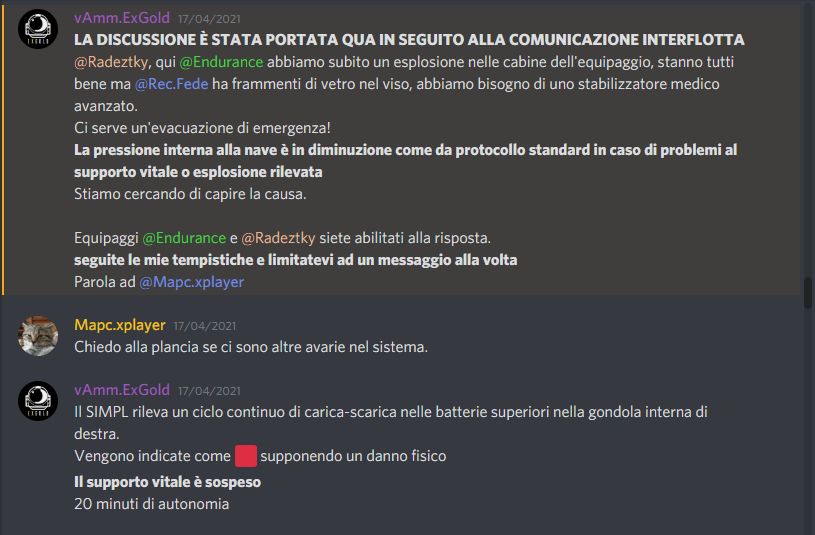 vAmm.ExGold 17/04/2021
LA DISCUSSIONE È STATA PORTATA QUA IN SEGUITO ALLA COMUNICAZIONE INTERFLOTTA
@Radeztky, qui @Endurance abbiamo subito un esplosione nelle cabine dell'equipaggio, stanno tutti
bene ma @Rec.Fede ha frammenti di vetro nel viso, abbiamo bisogno di uno stabilizzatore medico
avanzato.
Ci serve un'evacuazione di emergenza!
La pressione interna alla nave è in diminuzione come da protocollo standard in caso di problemi al
supporto vitale o esplosione rilevata
Stiamo cercando di capire la causa.
Equipaggi @Endurance e @Radeztky siete abilitati alla risposta.
seguite le mie tempistiche e limitatevi ad un messaggio alla volta
Parola ad @Mapc.xplayer
Mapc.xplayer 17/04/2021
Chiedo alla plancia se ci sono altre avarie nel sistema.
vAmm.ExGold 17/04/2021
Il SIMPL rileva un ciclo continuo di carica-scarica nelle batterie superiori nella gondola interna di
destra.
Vengono indicate come supponendo un danno fisico
Il supporto vitale è sospeso
20 minuti di autonomia